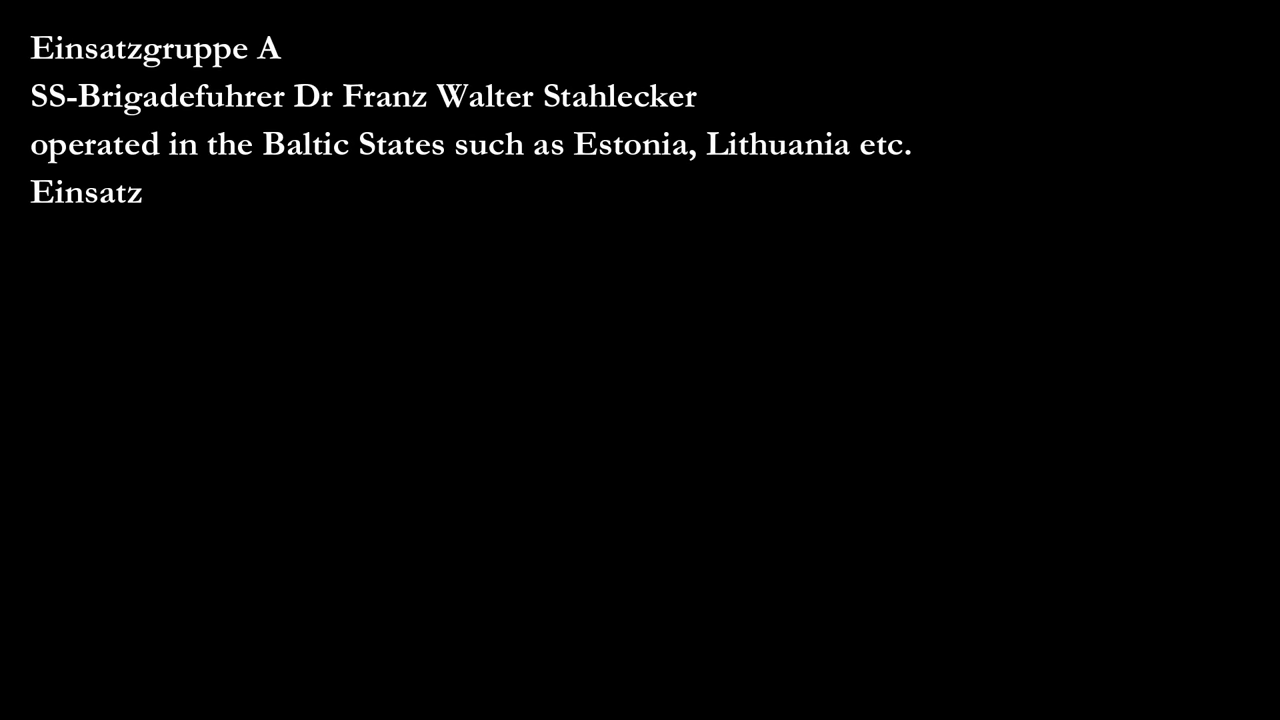 Einsatzgruppe A
SS-Brigadefuhrer Dr Franz Walter Stahlecker
operated in the Baltic States such as Estonia, Lithuania etc.
Einsatz